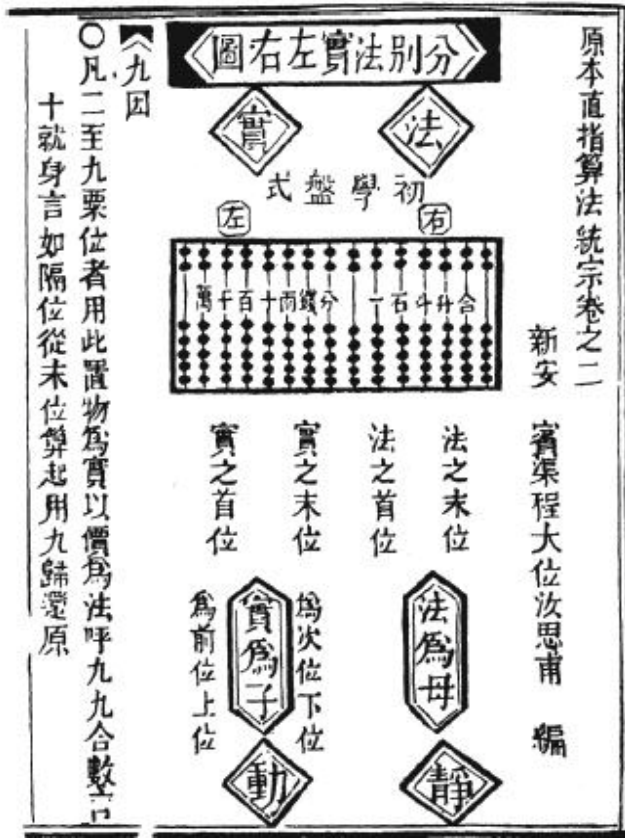 原本直指算法統宗卷之二
新安 賓渠程大位汝思甫 編
圖右左實法別分
法
實
式盤學初
右
左
萬千百十兩錢分 一石斗升合
法之末位
法之首位
實之末位
實之首位
法為母
靜
為次位下位
實為子
動
為前位上位
九因
〇凡二至九眾位者用此置物為實以價為法呼九九合數言
十就身言如隔位從末位算起用九歸還原